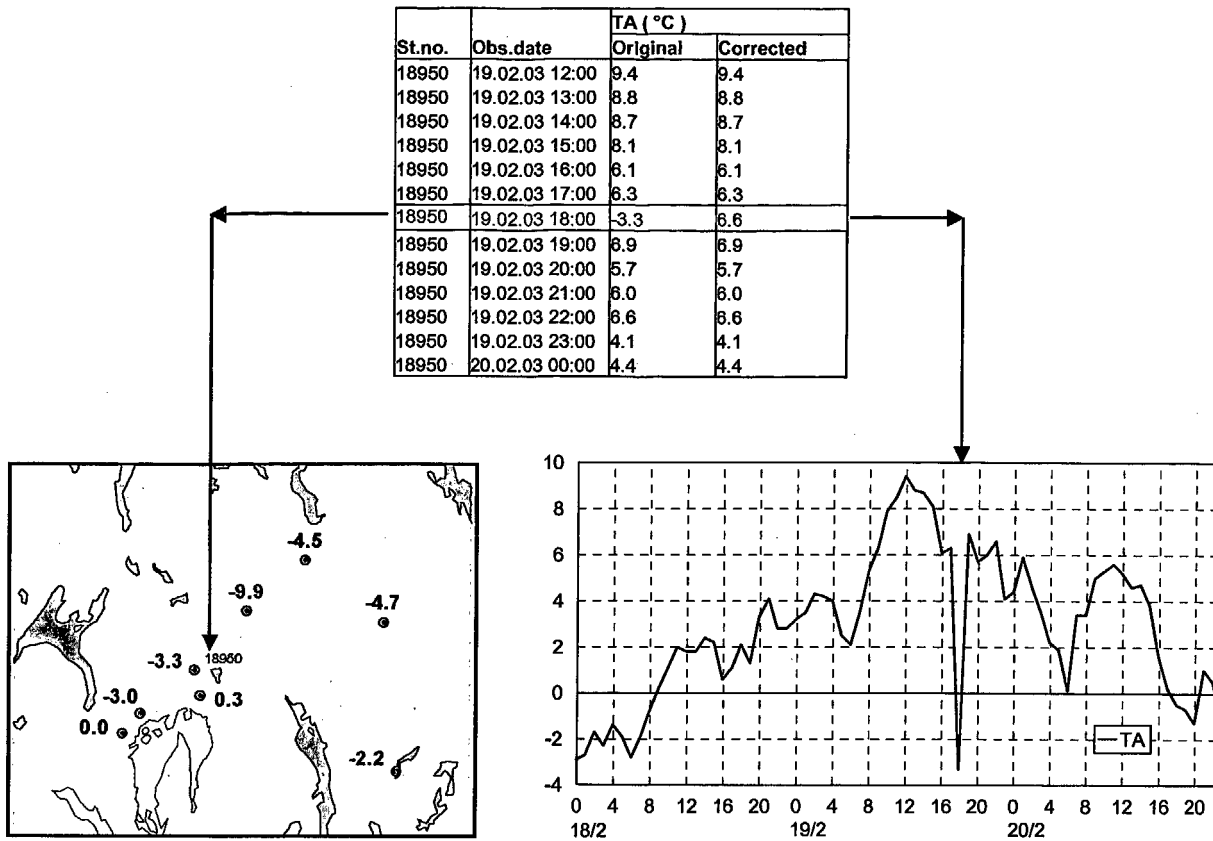 TA ( °C )
St.no. Obs.date Original Corrected
18950 19.02.03 12:00 9.4 9.4
18950 19.02.03 13:00 8.8 8.8
18950 19.02.03 14:00 8.7 8.7
18950 19.02.03 15:00 8.1 8.1
18950 19.02.03 16:00 6.1 6.1
18950 19.02.03 17:00 6.3 6.3
18950 19.02.03 18:00 -3.3 6.6
18950 19.02.03 19:00 6.9 6.9
18950 19.02.03 20:00 5.7 5.7
18950 19.02.03 21:00 6.0 6.0
18950 19.02.03 22:00 6.6 6.6
18950 19.02.03 23:00 4.1 4.1
18950 20.02.03 00:00 4.4 4.4
-4.5
-9.9
-4.7
-3.3 18950
-3.0 0.3
0.0
-2.2
10
8
6
4
2
0
-2
-4
TA
0 4 8 12 16 20 0 4 8 12 16 20 0 4 8 12 16 20
18/2 19/2 20/2